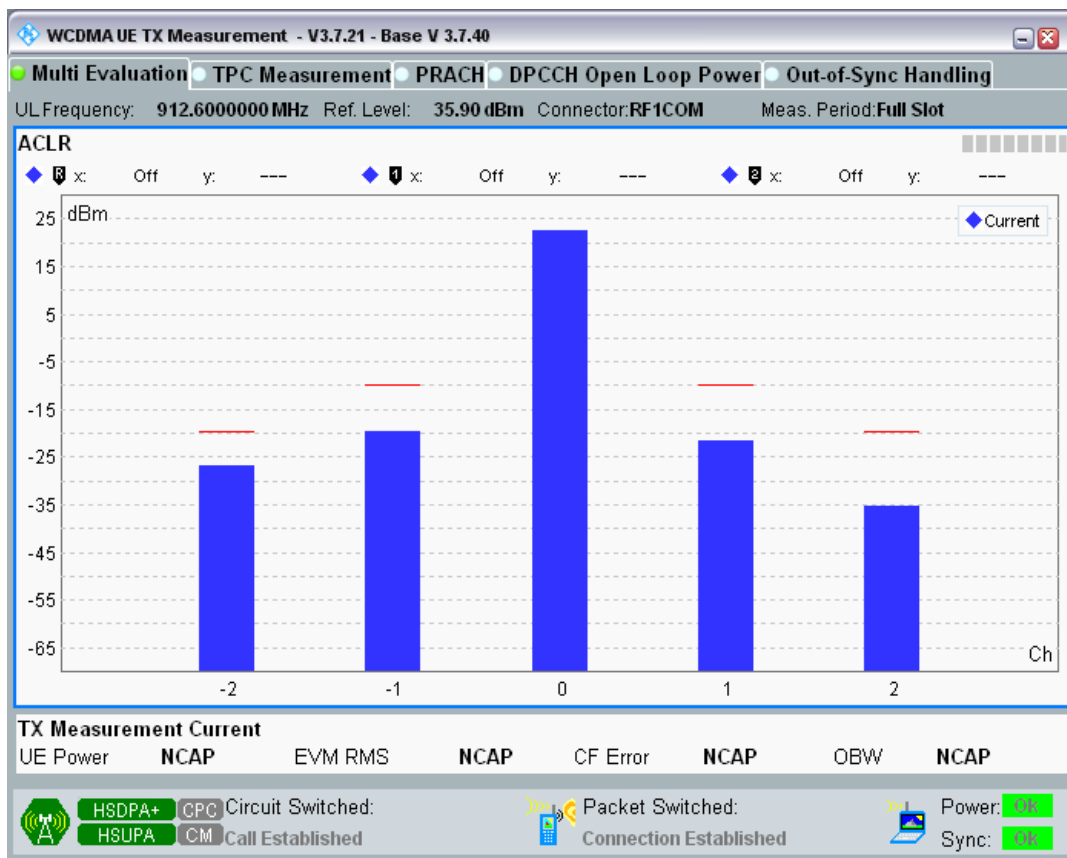 WCDMA UE TX Measurement - V3.7.21 - Base V 3.7.40
Multi Evaluation TPC Measurement PRACH DPCCH Open Loop Power Out-of-Sync Handling
UL Frequency: 912.6000000 MHz Ref. Level: 35.90 dBm Connector:RF1COM Meas. Period:Full Slot
ACLR
R x: Off y: --- 1 x: Off y: --- 2 x: Off y: ---
dBm
Current
25
15
5
-5
-15
-25
-35
-45
-55
-65
Ch
-2 -1 0 1 2
TX Measurement Current
UE Power NCAP EVM RMS NCAP CF Error NCAP OBW NCAP
HSDPA+ CPC Circuit Switched: Packet Switched: Power: Ok
HSUPA CM Call Established Connection Established Sync: Ok